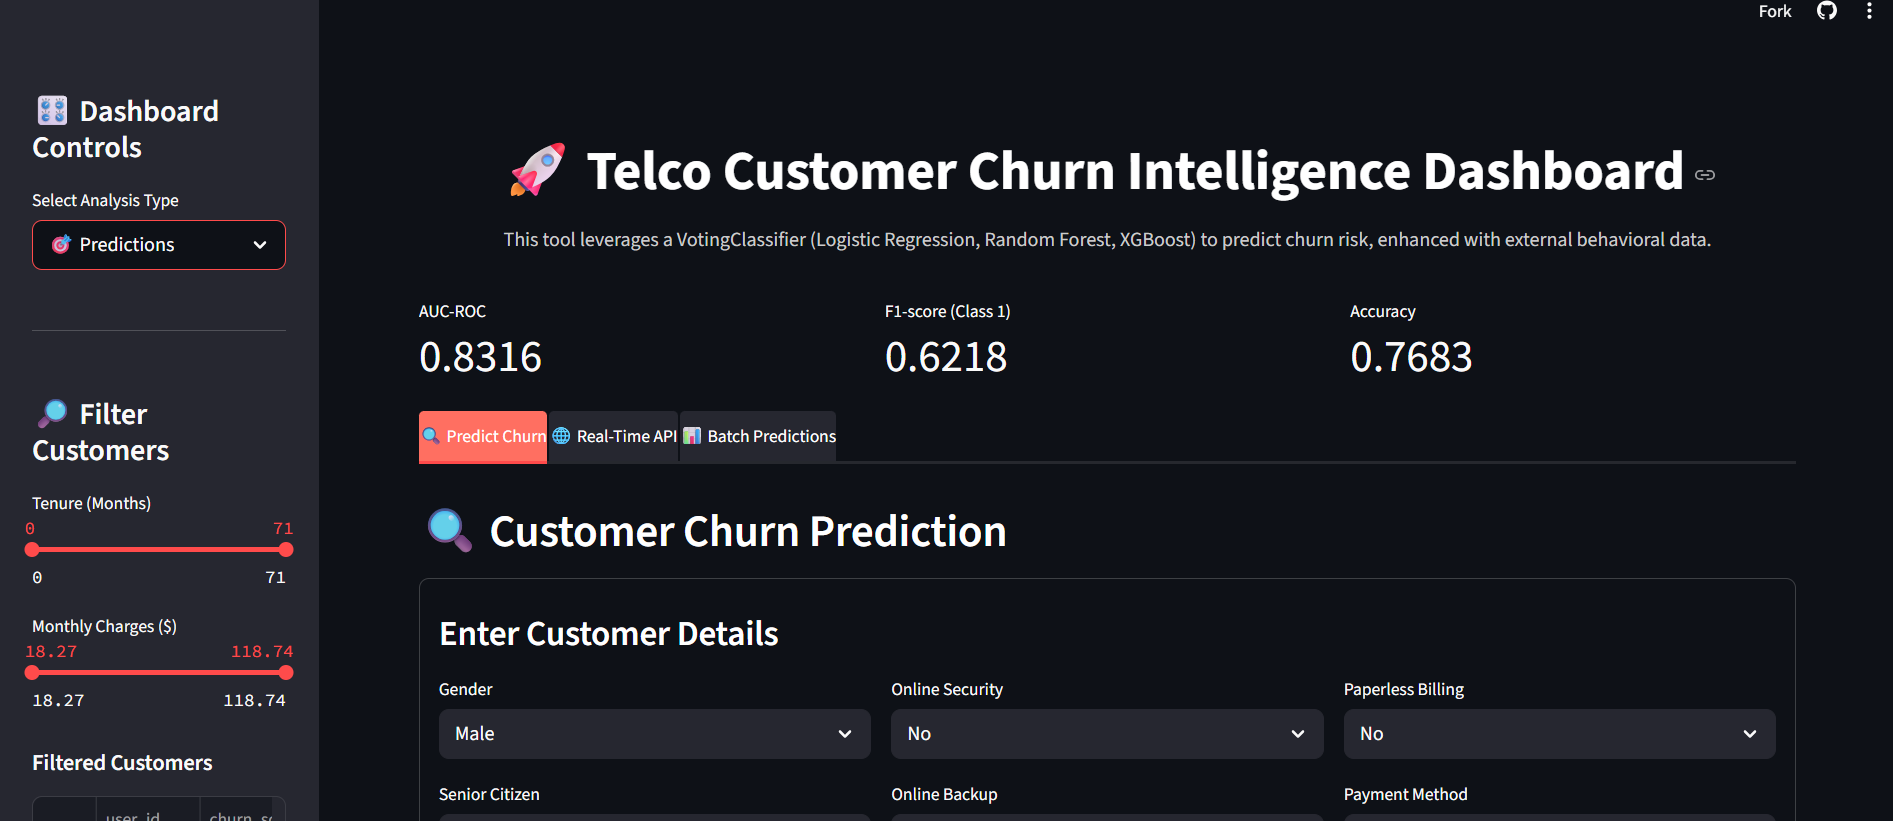 Fork
Dashboard
Controls
Select Analysis Type
Predictions
Filter
Customers
Tenure (Months)
0 71
0 71
Monthly Charges ($)
18.27 118.74
18.27 118.74
Filtered Customers
user_id
Telco Customer Churn Intelligence Dashboard
This tool leverages a VotingClassifier (Logistic Regression, Random Forest, XGBoost) to predict churn risk, enhanced with external behavioral data.
AUC-ROC F1-score (Class 1) Accuracy
0.8316 0.6218 0.7683
Predict Churn Real-Time API Batch Predictions
Customer Churn Prediction
Enter Customer Details
Gender Online Security Paperless Billing
Male No No
Senior Citizen Online Backup Payment Method